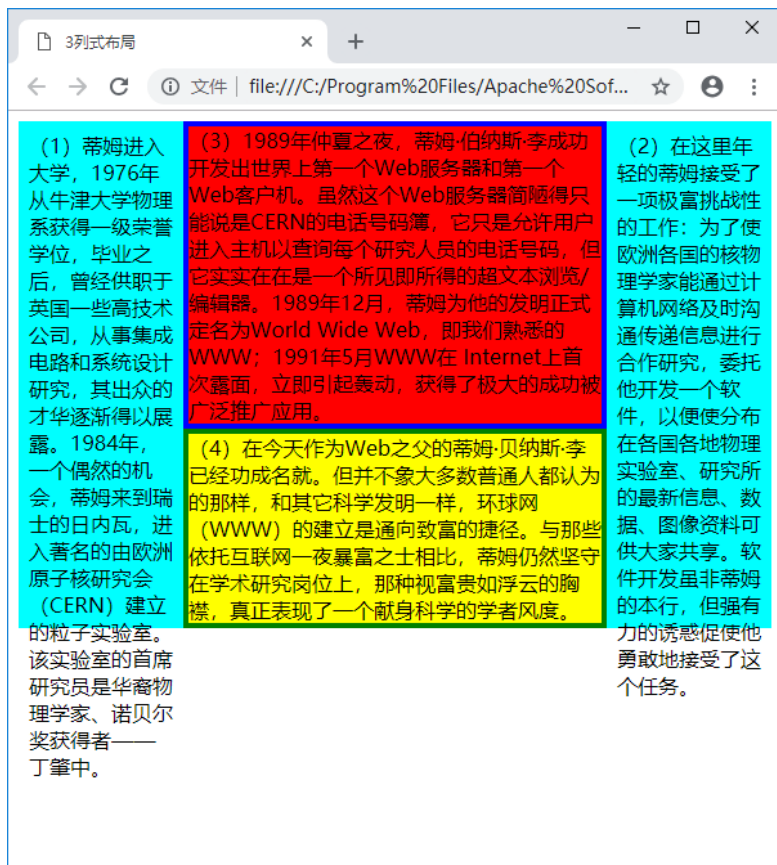 3列式布局
文件 file:///C:/Program%20Files/Apache%20Sof...
（1）蒂姆进入
大学，1976年
从牛津大学物理
系获得一级荣誉
学位，毕业之
后，曾经供职于
英国一些高技术
公司，从事集成
电路和系统设计
研究，其出众的
才华逐渐得以展
露。1984年，
一个偶然的机
会，蒂姆来到瑞
士的日内瓦，进
入著名的由欧洲
原子核研究会
（CERN）建立
的粒子实验室。
该实验室的首席
研究员是华裔物
理学家、诺贝尔
奖获得者——
丁肇中。
（3）1989年仲夏之夜，蒂姆·伯纳斯·李成功
开发出世界上第一个Web服务器和第一个
Web客户机。虽然这个Web服务器简陋得只
能说是CERN的电话号码簿，它只是允许用户
进入主机以查询每个研究人员的电话号码，但
它实实在在是一个所见即所得的超文本浏览/
编辑器。1989年12月，蒂姆为他的发明正式
定名为World Wide Web，即我们熟悉的
WWW；1991年5月WWW在 Internet上首
次露面，立即引起轰动，获得了极大的成功被
广泛推广应用。
（4）在今天作为Web之父的蒂姆·贝纳斯·李
已经功成名就。但并不象大多数普通人都认为
的那样，和其它科学发明一样，环球网
（WWW）的建立是通向致富的捷径。与那些
依托互联网一夜暴富之士相比，蒂姆仍然坚守
在学术研究岗位上，那种视富贵如浮云的胸
襟，真正表现了一个献身科学的学者风度。
（2）在这里年
轻的蒂姆接受了
一项极富挑战性
的工作：为了使
欧洲各国的核物
理学家能通过计
算机网络及时沟
通传递信息进行
合作研究，委托
他开发一个软
件，以便使分布
在各国各地物理
实验室、研究所
的最新信息、数
据、图像资料可
供大家共享。软
件开发虽非蒂姆
的本行，但强有
力的诱惑促使他
勇敢地接受了这
个任务。